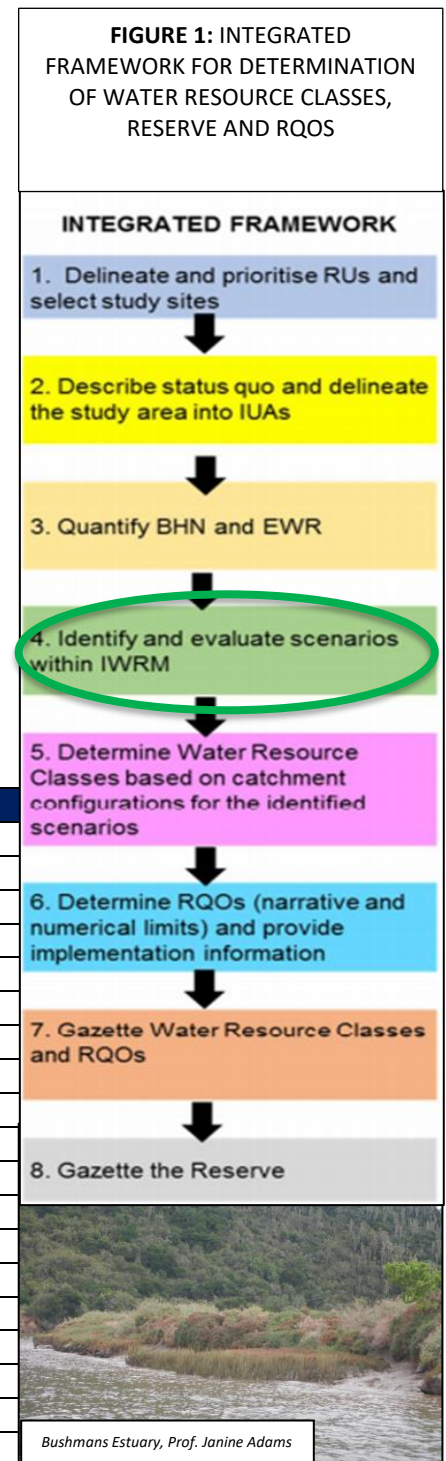 FIGURE 1: INTEGRATED
FRAMEWORK FOR DETERMINATION
OF WATER RESOURCE CLASSES,
RESERVE AND RQOS
INTEGRATED FRAMEWORK
1. Delineate and prioritise RUs and
select study sites
2. Describe status quo and delineate
the study area into IUAs
3. Quantify BHN and EWR
4. Identify and evaluate scenarios
within IWRM
5. Determine Water Resource
Classes based on catchment
configurations for the identified
scenarios
6. Determine RQOs (narrative and
numerical limits) and provide
implementation information
7. Gazette Water Resource Classes
and RQOs
8. Gazette the Reserve
Bushmans Estuary, Prof. Janine Adams